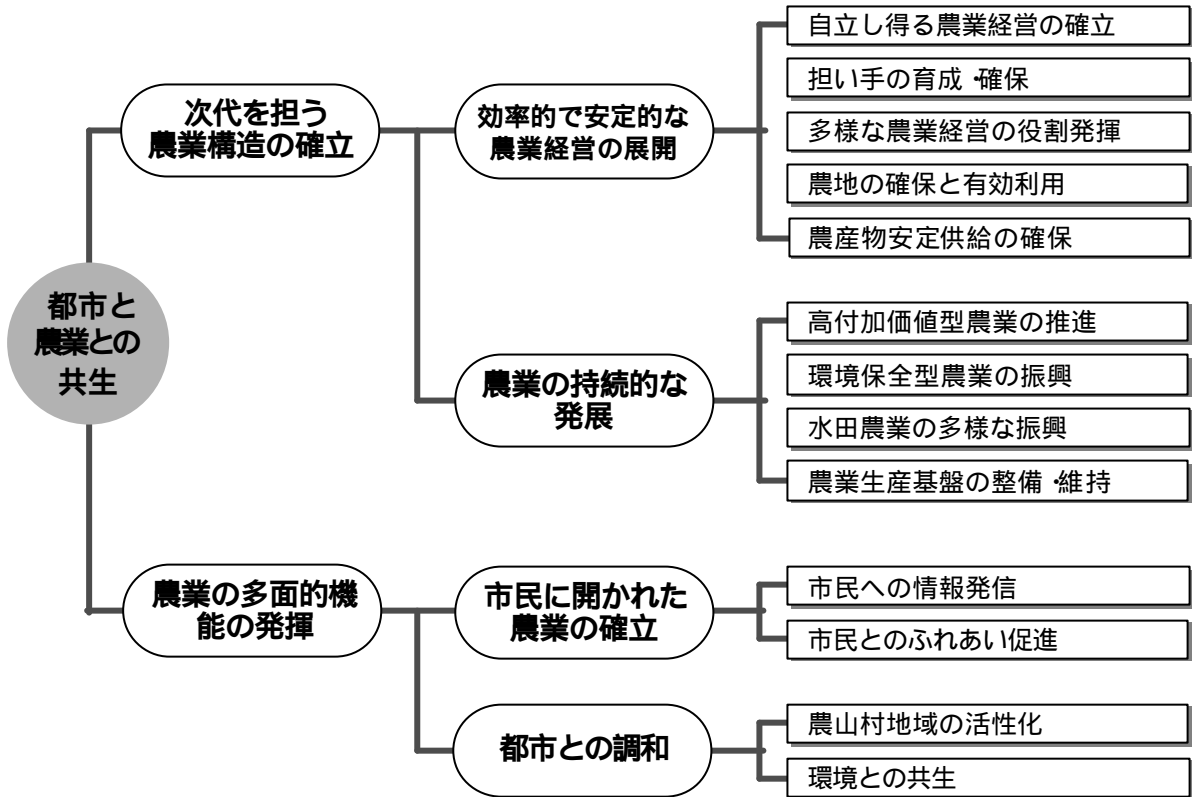 都市と
農業との
共生
次代を担う
農業構造の確立
効率的で安定的な
農業経営の展開
自立し得る農業経営の確立
担い手の育成・確保
多様な農業経営の役割発揮
農地の確保と有効利用
農産物安定供給の確保
農業の持続的な
発展
高付加価値型農業の推進
環境保全型農業の振興
水田農業の多様な振興
農業生産基盤の整備・維持
農業の多面的機
能の発揮
市民に開かれた
農業の確立
市民への情報発信
市民とのふれあい促進
都市との調和
農山村地域の活性化
環境との共生